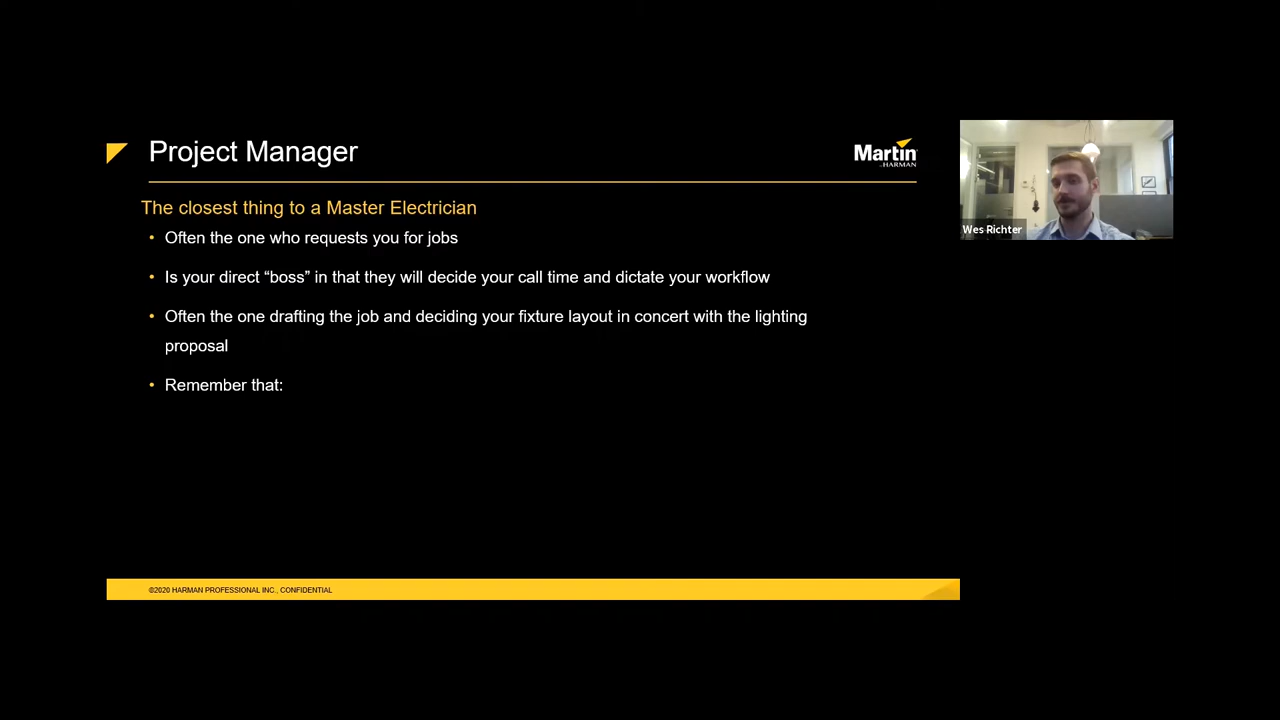 Project Manager
Martin
by HARMAN
The closest thing to a Master Electrician
• Often the one who requests you for jobs
• Is your direct “boss” in that they will decide your call time and dictate your workflow
• Often the one drafting the job and deciding your fixture layout in concert with the lighting
proposal
• Remember that:
Wes Richter
©2020 HARMAN PROFESSIONAL INC., CONFIDENTIAL